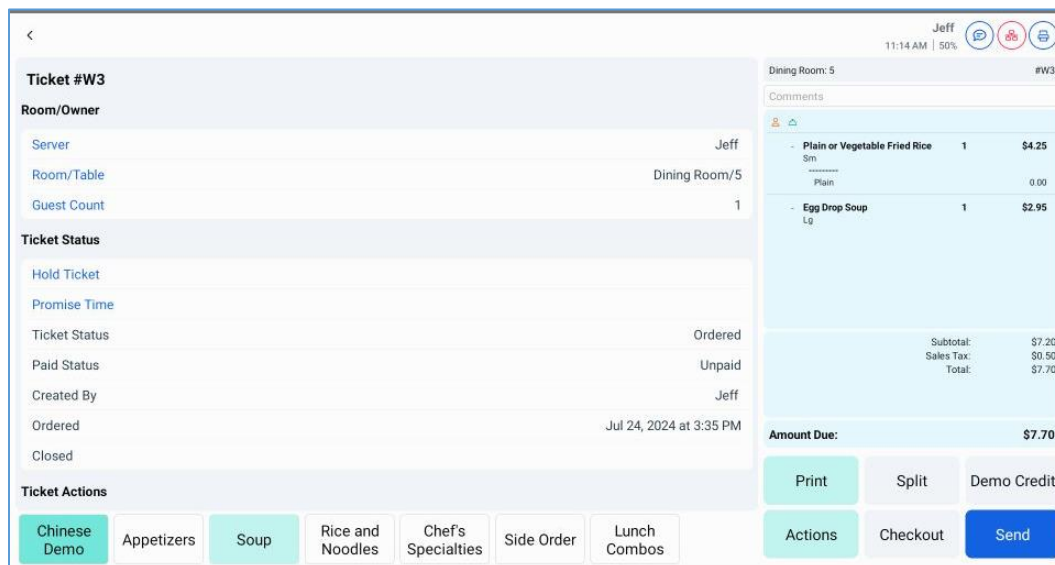 Jeff
11:14 AM | 50%
Ticket #W3
Room/Owner
Server Jeff
Room/Table Dining Room/5
Guest Count 1
Ticket Status
Hold Ticket
Promise Time
Ticket Status Ordered
Paid Status Unpaid
Created By Jeff
Ordered Jul 24, 2024 at 3:35 PM
Closed
Ticket Actions
Chinese Demo
Appetizers
Soup
Rice and Noodles
Chef's Specialties
Side Order
Lunch Combos
Dining Room: 5 #W3
Comments
- Plain or Vegetable Fried Rice 1 $4.25
Sm
---------
Plain 0.00
- Egg Drop Soup 1 $2.95
Lg
Subtotal: $7.20
Sales Tax: $0.50
Total: $7.70
Amount Due: $7.70
Print
Split
Demo Credit
Actions
Checkout
Send